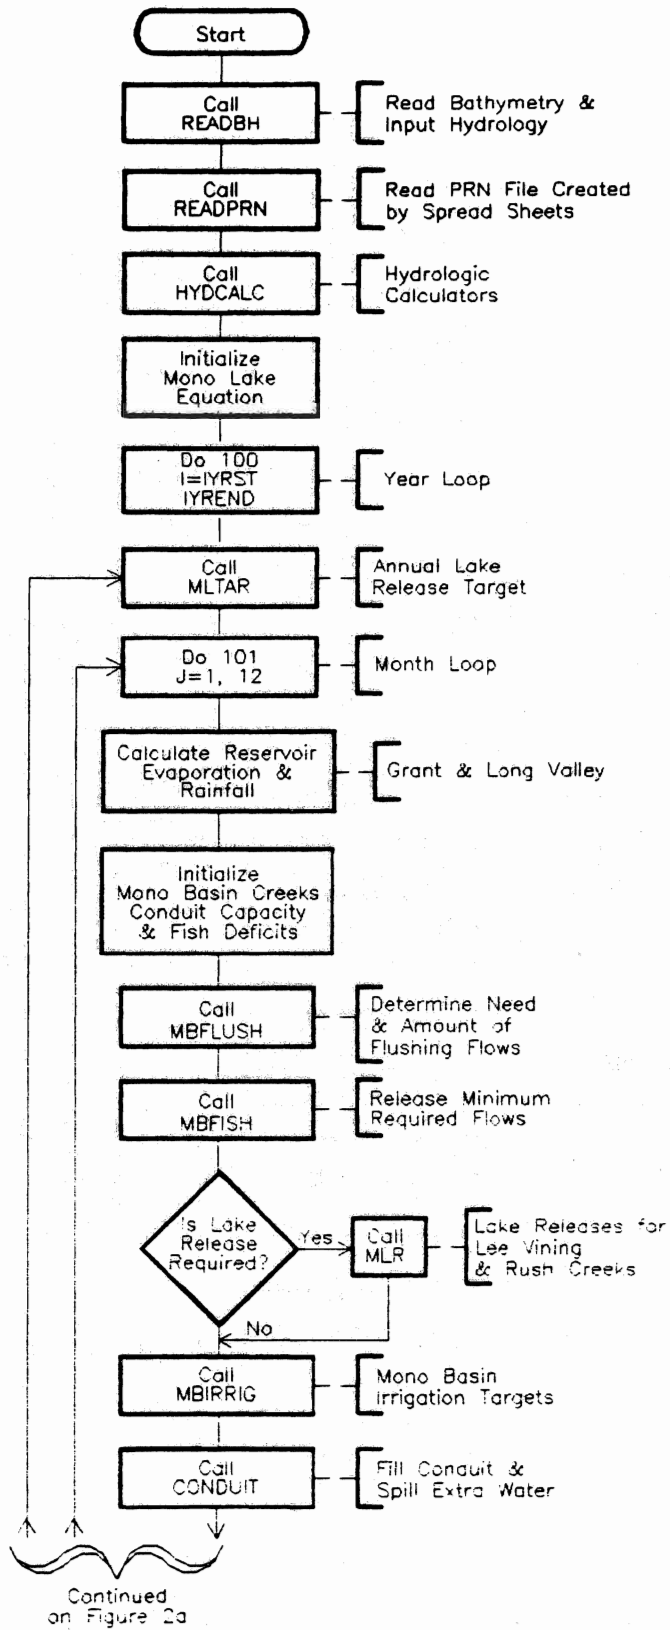 Start
Call
READBH
Read Bathymetry &
Input Hydrology
Call
READPRN
Read PRN File Created
by Spread Sheets
Call
HYDCALC
Hydrologic
Calculators
Initialize
Mono Lake
Equation
Do 100
I=IYRST
IYREND
Year Loop
Call
MLTAR
Annual Lake
Release Target
Do 101
J=1, 12
Month Loop
Calculate Reservoir
Evaporation &
Rainfall
Grant & Long Valley
Initialize
Mono Basin Creeks
Conduit Capacity
& Fish Deficits
Call
MBFLUSH
Determine Need
& Amount of
Flushing Flows
Call
MBFISH
Release Minimum
Required Flows
Is Lake
Release
Required?
Yes
Call
MLR
Lake Releases for
Lee Vining
& Rush Creeks
No
Call
MBIRRIG
Mono Basin
Irrigation Targets
Call
CONDUIT
Fill Conduit &
Spill Extra Water
Continued
on Figure 2a